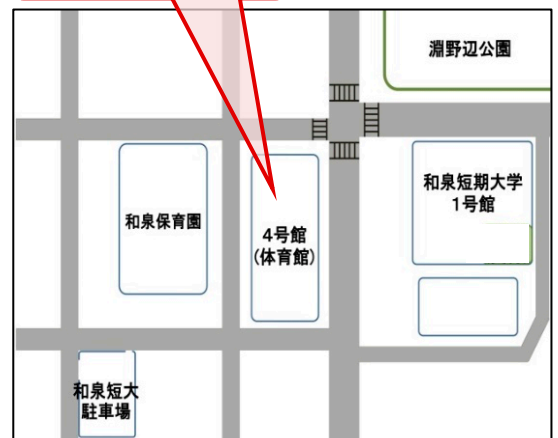 淵野辺公園
和泉短期大学
1号館
和泉保育園
4号館
(体育館)
和泉短大
駐車場